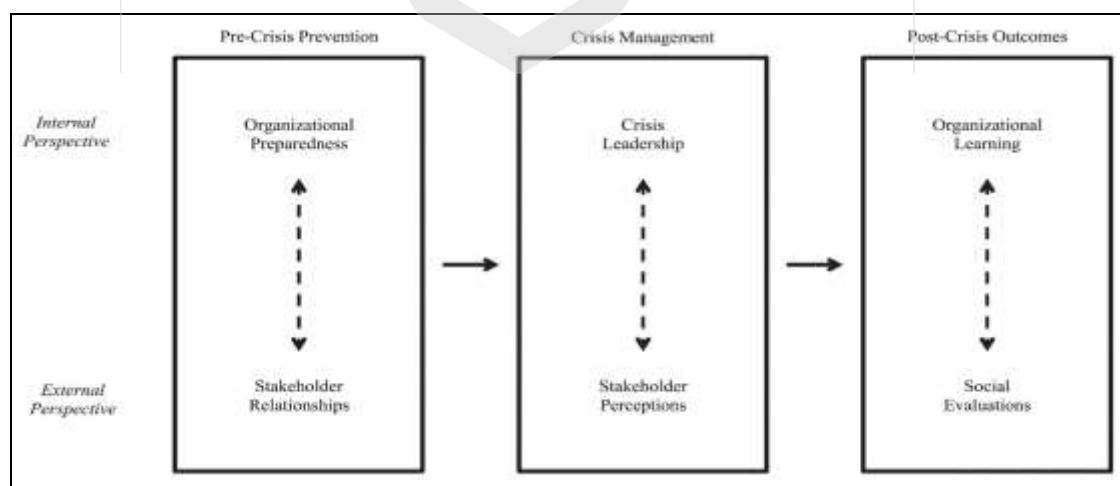 Pre-Crisis Prevention
Crisis Management
Post-Crisis Outcomes
Internal
Perspective
Organizational
Preparedness
Crisis
Leadership
Organizational
Learning
External
Perspective
Stakeholder
Relationships
Stakeholder
Perceptions
Social
Evaluations